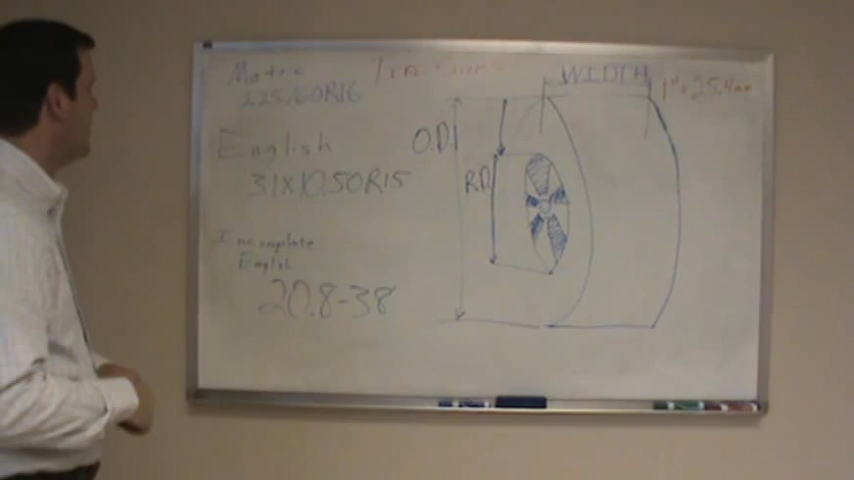 Metric
225/60R16
English
31X10.50R15
Incomplete
English
20.8-38
WIDTH
1"=25.4mm
O.D.
R.D.